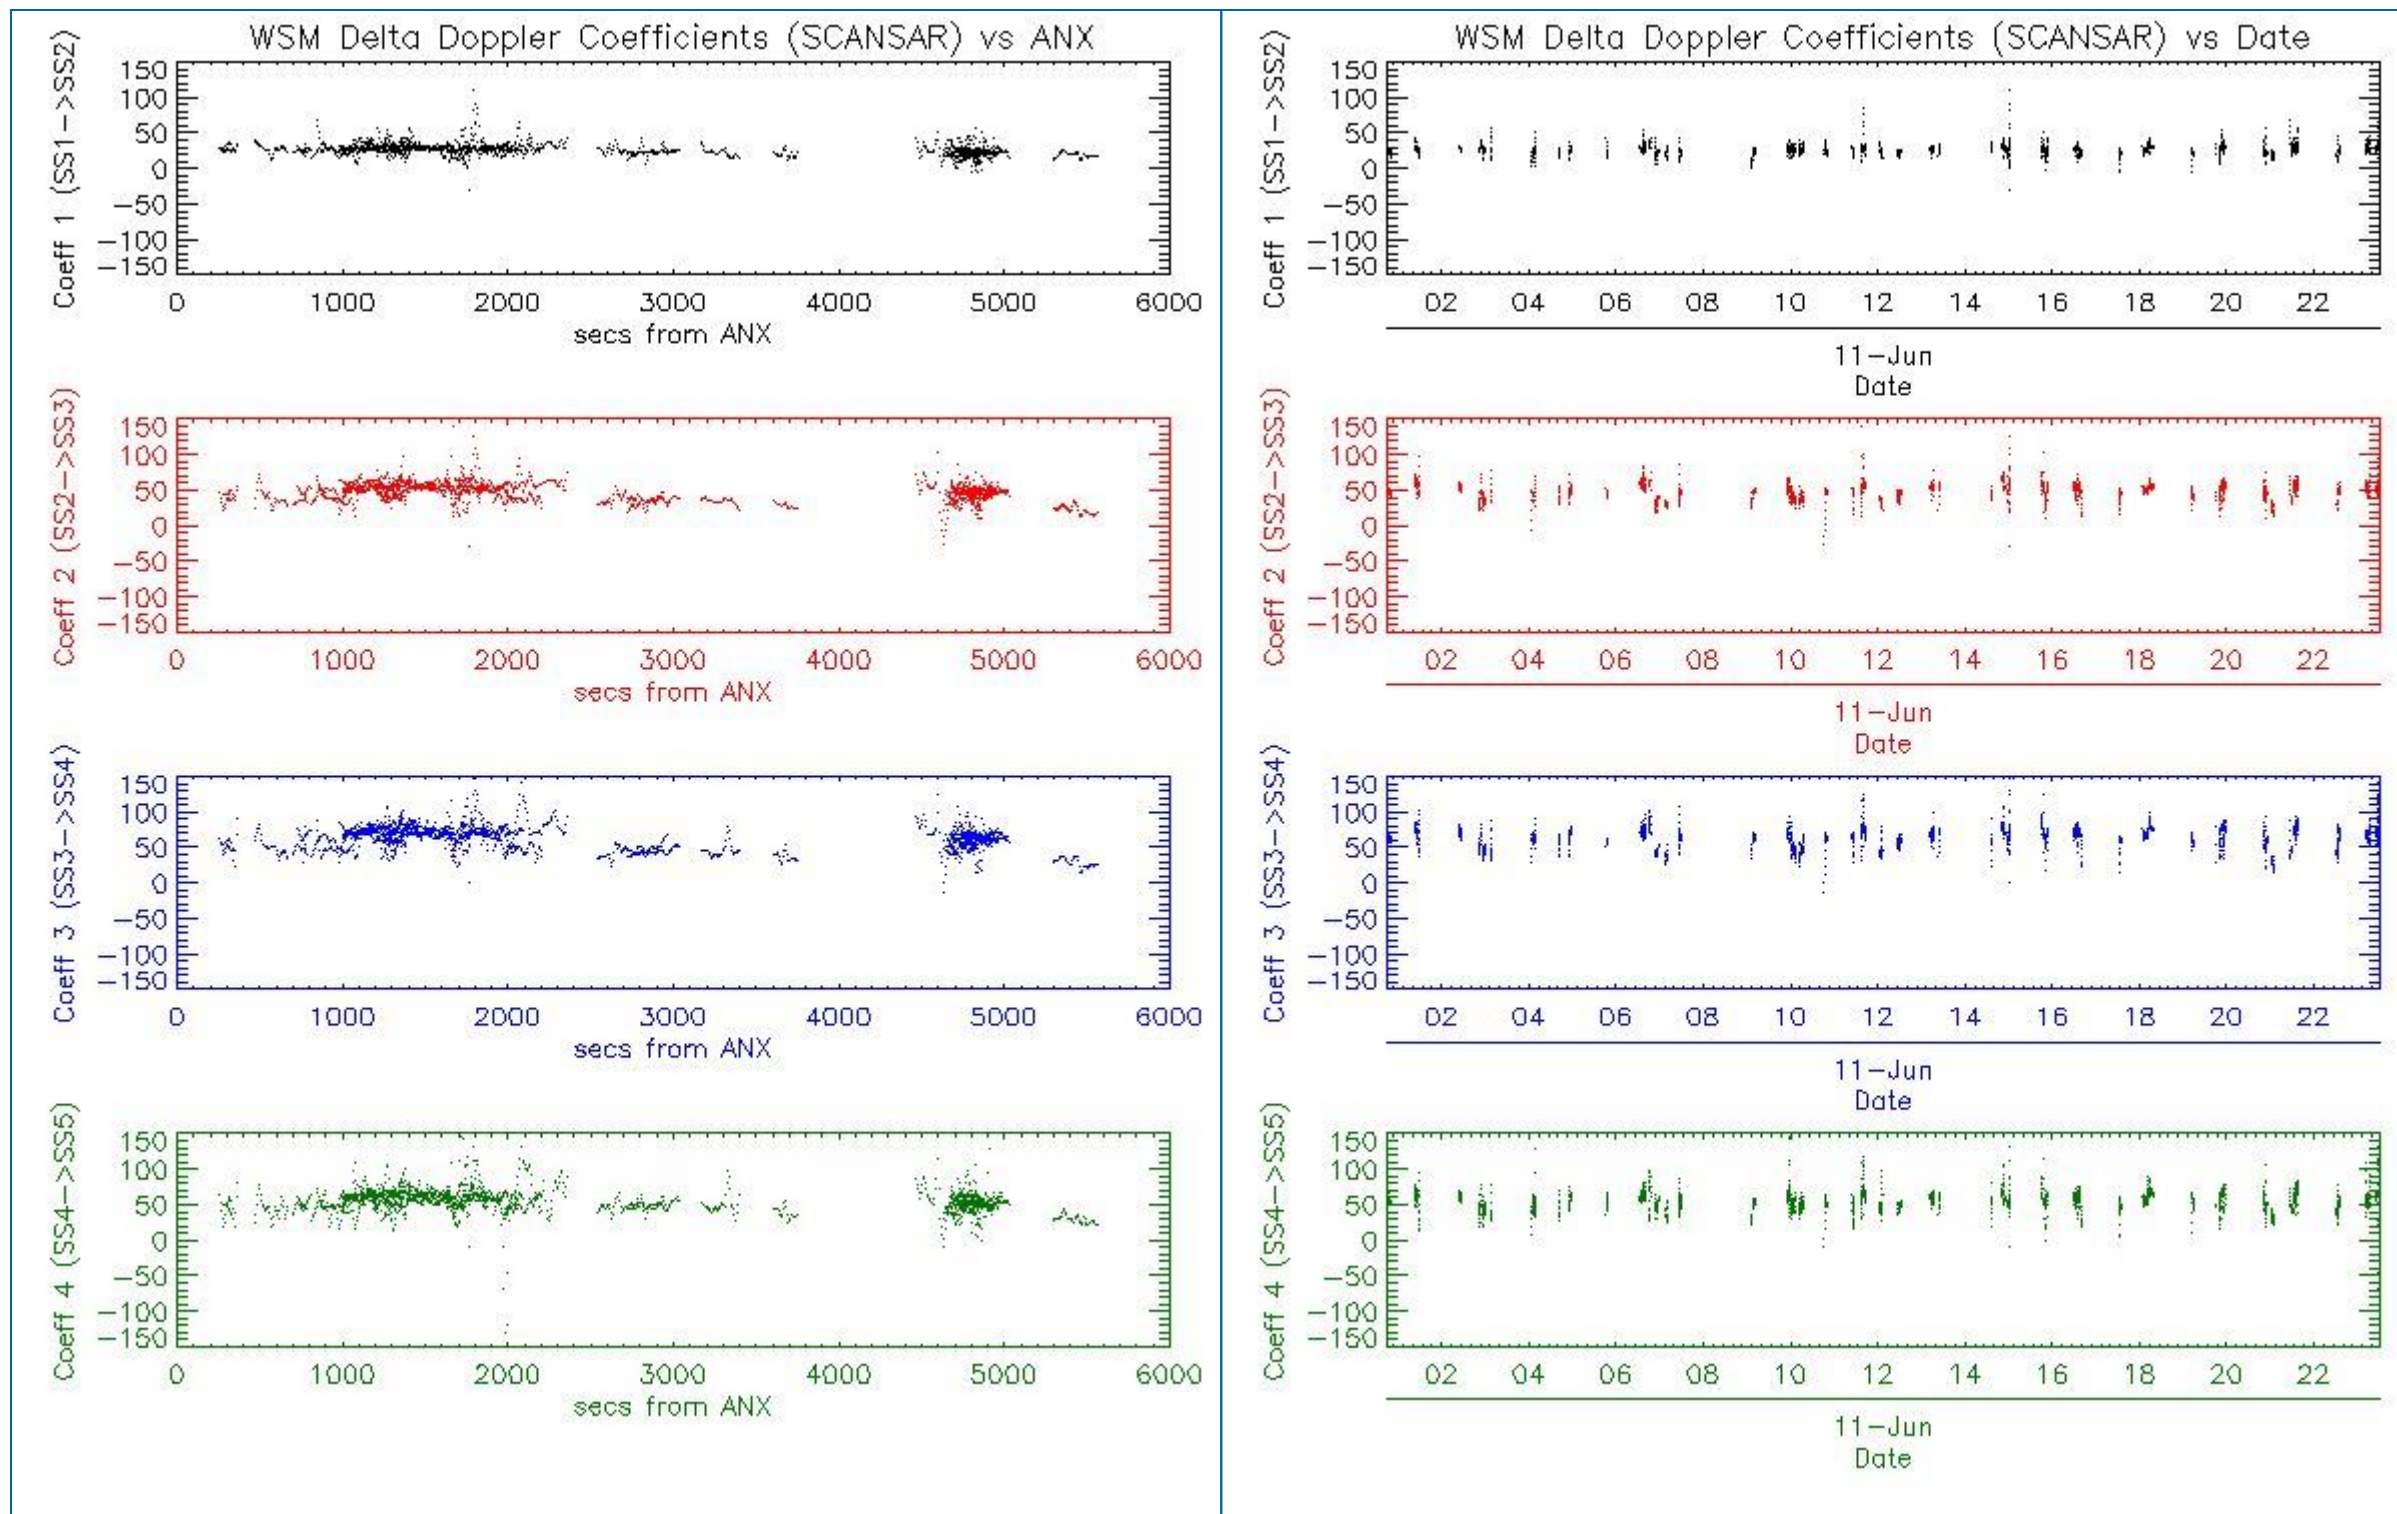 WSM Delta Doppler Coefficients (SCANSAR) vs ANX
Coeff 1 (SS1->SS2)
150
100
50
0
-50
-100
-150
0 1000 2000 3000 4000 5000 6000
secs from ANX
Coeff 2 (SS2->SS3)
150
100
50
0
-50
-100
-150
0 1000 2000 3000 4000 5000 6000
secs from ANX
Coeff 3 (SS3->SS4)
150
100
50
0
-50
-100
-150
0 1000 2000 3000 4000 5000 6000
secs from ANX
Coeff 4 (SS4->SS5)
150
100
50
0
-50
-100
-150
0 1000 2000 3000 4000 5000 6000
secs from ANX
WSM Delta Doppler Coefficients (SCANSAR) vs Date
Coeff 1 (SS1->SS2)
150
100
50
0
-50
-100
-150
02 04 06 08 10 12 14 16 18 20 22
11-Jun
Date
Coeff 2 (SS2->SS3)
150
100
50
0
-50
-100
-150
02 04 06 08 10 12 14 16 18 20 22
11-Jun
Date
Coeff 3 (SS3->SS4)
150
100
50
0
-50
-100
-150
02 04 06 08 10 12 14 16 18 20 22
11-Jun
Date
Coeff 4 (SS4->SS5)
150
100
50
0
-50
-100
-150
02 04 06 08 10 12 14 16 18 20 22
11-Jun
Date